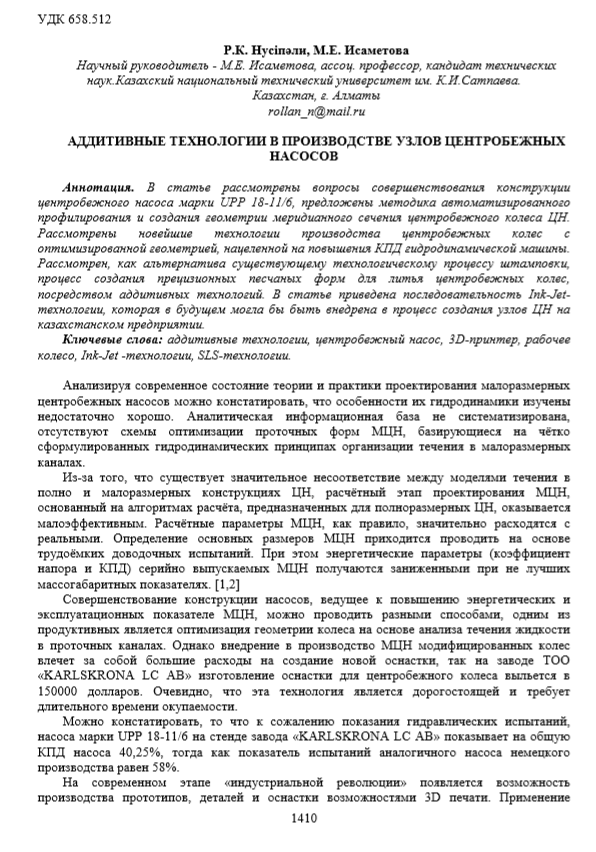 УДК 658.512
Р.К. Нусіпәли, М.Е. Исаметова
Научный руководитель - М.Е. Исаметова, ассоц. профессор, кандидат технических
наук.Казахский национальный технический университет им. К.И.Сатпаева.
Казахстан, г. Алматы
rollan_n@mail.ru
АДДИТИВНЫЕ ТЕХНОЛОГИИ В ПРОИЗВОДСТВЕ УЗЛОВ ЦЕНТРОБЕЖНЫХ
НАСОСОВ
Аннотация. В статье рассмотрены вопросы совершенствования конструкции
центробежного насоса марки UPP 18-11/6, предложены методика автоматизированного
профилирования и создания геометрии меридианного сечения центробежного колеса ЦН.
Рассмотрены новейшие технологии производства центробежных колес с
оптимизированной геометрией, нацеленной на повышения КПД гидродинамической машины.
Рассмотрен, как альтернатива существующему технологическому процессу штамповки,
процесс создания прецизионных песчаных форм для литья центробежных колес,
посредством аддитивных технологий. В статье приведена последовательность Ink-Jet-
технологии, которая в будущем могла бы быть внедрена в процесс создания узлов ЦН на
казахстанском предприятии.
Ключевые слова: аддитивные технологии, центробежный насос, 3D-принтер, рабочее
колесо, Ink-Jet -технологии, SLS-технологии.
Анализируя современное состояние теории и практики проектирования малоразмерных
центробежных насосов можно констатировать, что особенности их гидродинамики изучены
недостаточно хорошо. Аналитическая информационная база не систематизирована,
отсутствуют схемы оптимизации проточных форм МЦН, базирующиеся на чётко
сформулированных гидродинамических принципах организации течения в малоразмерных
каналах.
Из-за того, что существует значительное несоответствие между моделями течения в
полно и малоразмерных конструкциях ЦН, расчётный этап проектирования МЦН,
основанный на алгоритмах расчёта, предназначенных для полноразмерных ЦН, оказывается
малоэффективным. Расчётные параметры МЦН, как правило, значительно расходятся с
реальными. Определение основных размеров МЦН приходится проводить на основе
трудоёмких доводочных испытаний. При этом энергетические параметры (коэффициент
напора и КПД) серийно выпускаемых МЦН получаются заниженными при не лучших
массогабаритных показателях. [1,2]
Совершенствование конструкции насосов, ведущее к повышению энергетических и
эксплуатационных показателе МЦН, можно проводить разными способами, одним из
продуктивных является оптимизация геометрии колеса на основе анализа течения жидкости
в проточных каналах. Однако внедрение в производство МЦН модифицированных колес
влечет за собой большие расходы на создание новой оснастки, так на заводе ТОО
«KARLSKRONA LC AB» изготовление оснастки для центробежного колеса выльется в
150000 долларов. Очевидно, что эта технология является дорогостоящей и требует
длительного времени окупаемости.
Можно констатировать, то что к сожалению показания гидравлических испытаний,
насоса марки UPP 18-11/6 на стенде завода «KARLSKRONA LC AB» показывает на общую
КПД насоса 40,25%, тогда как показатель испытаний аналогичного насоса немецкого
производства равен 58%.
На современном этапе «индустриальной революции» появляется возможность
производства прототипов, деталей и оснастки возможностями 3D печати. Применение
1410